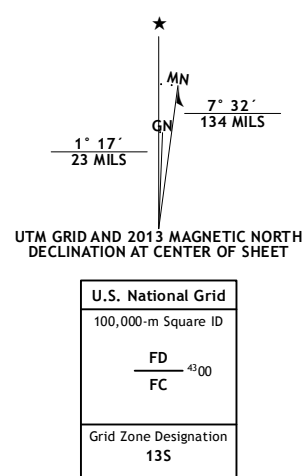 ★
MN
GN
7° 32´
134 MILS
1° 17´
23 MILS
UTM GRID AND 2013 MAGNETIC NORTH
DECLINATION AT CENTER OF SHEET
U.S. National Grid
100,000-m Square ID
FD
4300
FC
Grid Zone Designation
13S